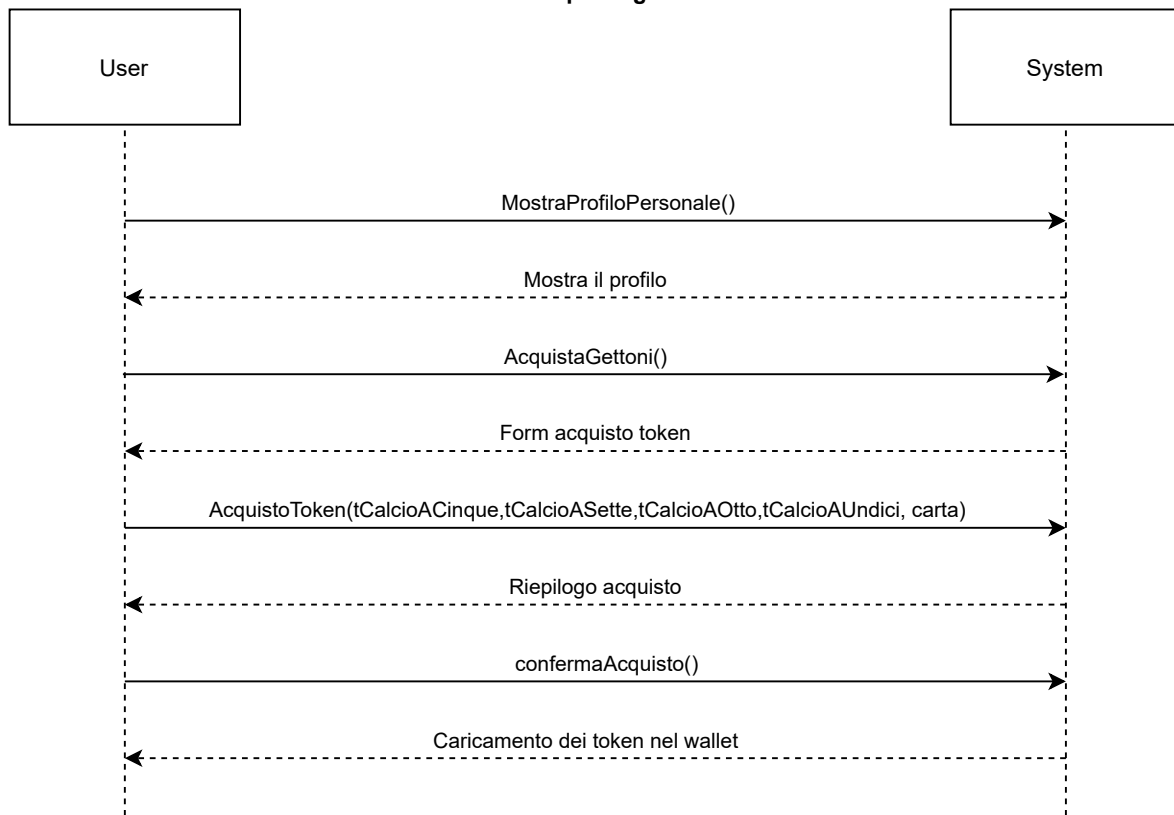 User
System
MostraProfiloPersonale()
Mostra il profilo
AcquistaGettoni()
Form acquisto token
AcquistoToken(tCalcioACinque,tCalcioASette,tCalcioAOtto,tCalcioAUndici, carta)
Riepilogo acquisto
confermaAcquisto()
Caricamento dei token nel wallet